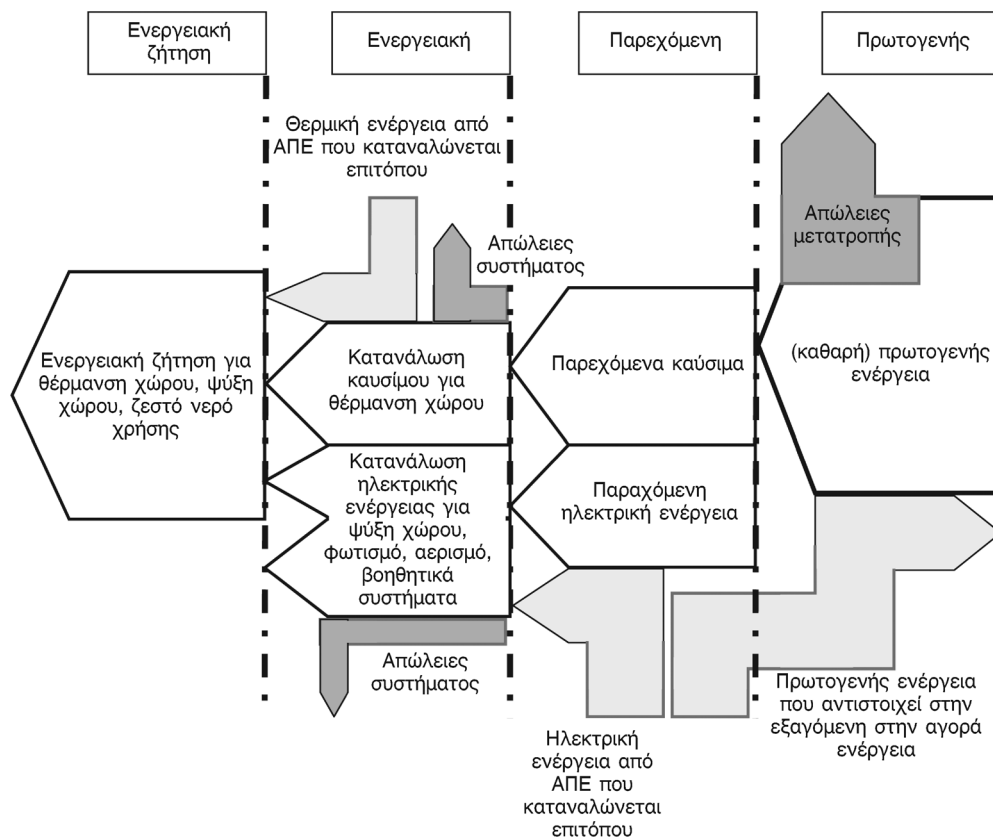 Ενεργειακή
ζήτηση
Ενεργειακή
Παρεχόμενη
Πρωτογενής
Θερμική ενέργεια από
ΑΠΕ που καταναλώνεται
επιτόπου
Απώλειες
συστήματος
Απώλειες
μετατροπής
Ενεργειακή ζήτηση για
θέρμανση χώρου, ψύξη
χώρου, ζεστό νερό
χρήσης
Κατανάλωση
καυσίμου για
θέρμανση χώρου
Παρεχόμενα καύσιμα
(καθαρή) πρωτογενής
ενέργεια
Κατανάλωση
ηλεκτρικής
ενέργειας για
ψύξη χώρου,
φωτισμό, αερισμό,
βοηθητικά
συστήματα
Παραχόμενη
ηλεκτρική ενέργεια
Απώλειες
συστήματος
Ηλεκτρική
ενέργεια από
ΑΠΕ που
καταναλώνεται
επιτόπου
Πρωτογενής ενέργεια
που αντιστοιχεί στην
εξαγόμενη στην αγορά
ενέργεια